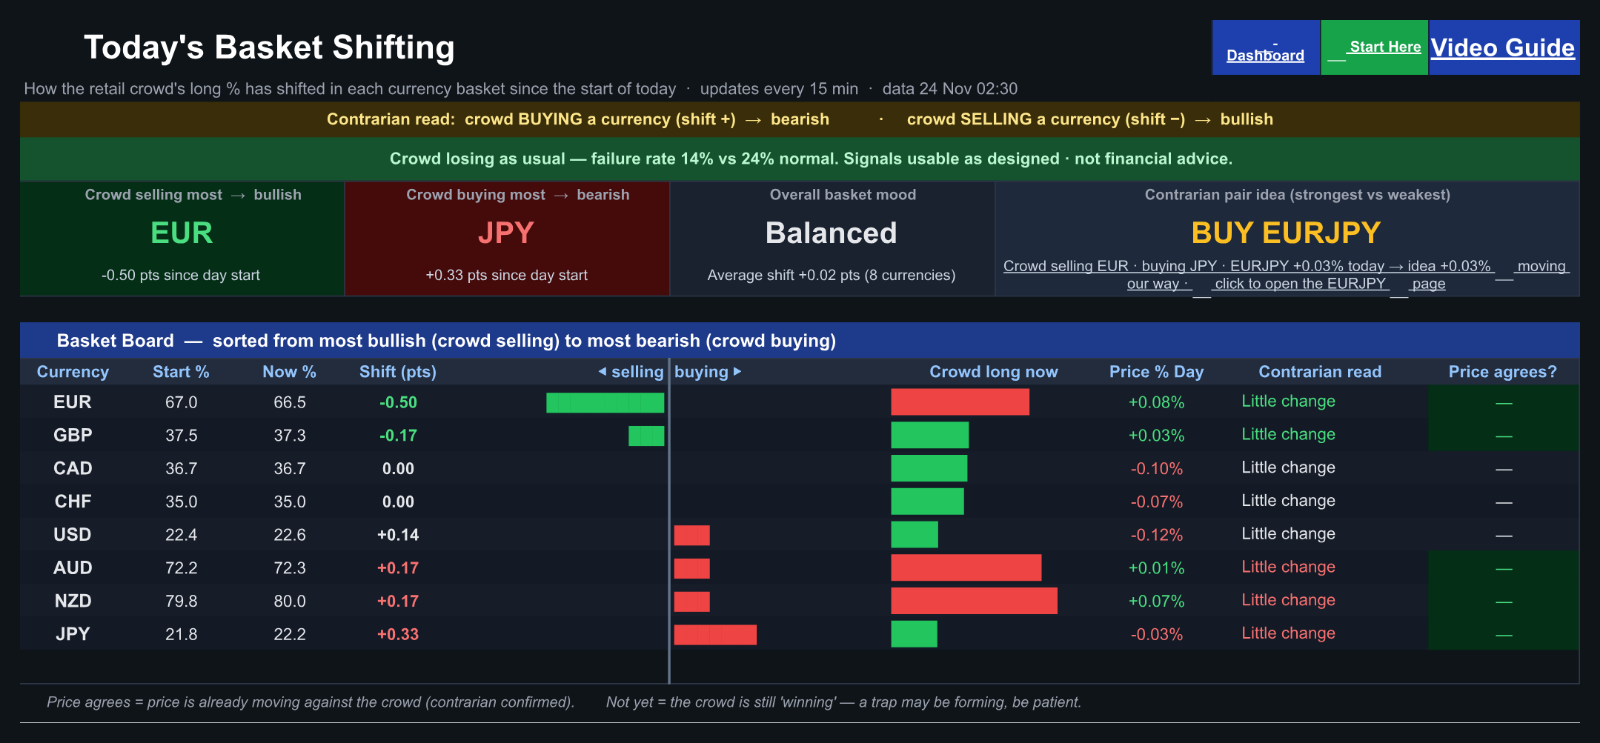 Today's Basket Shifting
Dashboard
Start Here
Video Guide
How the retail crowd's long % has shifted in each currency basket since the start of today · updates every 15 min · data 24 Nov 02:30
Contrarian read: crowd BUYING a currency (shift +) → bearish · crowd SELLING a currency (shift −) → bullish
Crowd losing as usual — failure rate 14% vs 24% normal. Signals usable as designed · not financial advice.
Crowd selling most → bullish
EUR
-0.50 pts since day start
Crowd buying most → bearish
JPY
+0.33 pts since day start
Overall basket mood
Balanced
Average shift +0.02 pts (8 currencies)
Contrarian pair idea (strongest vs weakest)
BUY EURJPY
Crowd selling EUR · buying JPY · EURJPY +0.03% today → idea +0.03% moving
our way · click to open the EURJPY page
Basket Board — sorted from most bullish (crowd selling) to most bearish (crowd buying)
Currency Start % Now % Shift (pts) ◂ selling buying ▸ Crowd long now Price % Day Contrarian read Price agrees?
EUR 67.0 66.5 -0.50 +0.08% Little change —
GBP 37.5 37.3 -0.17 +0.03% Little change —
CAD 36.7 36.7 0.00 -0.10% Little change —
CHF 35.0 35.0 0.00 -0.07% Little change —
USD 22.4 22.6 +0.14 -0.12% Little change —
AUD 72.2 72.3 +0.17 +0.01% Little change —
NZD 79.8 80.0 +0.17 +0.07% Little change —
JPY 21.8 22.2 +0.33 -0.03% Little change —
Price agrees = price is already moving against the crowd (contrarian confirmed). Not yet = the crowd is still 'winning' — a trap may be forming, be patient.